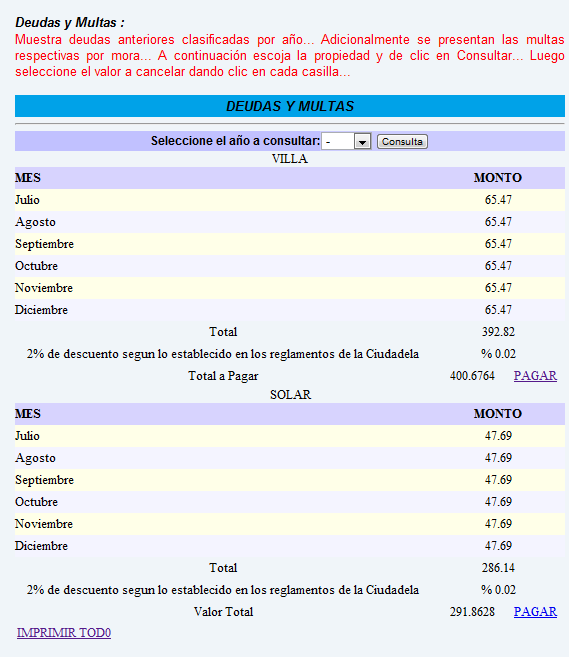 Deudas y Multas :
Muestra deudas anteriores clasificadas por año... Adicionalmente se presentan las multas
respectivas por mora... A continuación escoja la propiedad y de clic en Consultar... Luego
seleccione el valor a cancelar dando clic en cada casilla...
DEUDAS Y MULTAS
Seleccione el año a consultar: - Consulta
VILLA
MES MONTO
Julio 65.47
Agosto 65.47
Septiembre 65.47
Octubre 65.47
Noviembre 65.47
Diciembre 65.47
Total 392.82
2% de descuento segun lo establecido en los reglamentos de la Ciudadela % 0.02
Total a Pagar 400.6764 PAGAR
SOLAR
MES MONTO
Julio 47.69
Agosto 47.69
Septiembre 47.69
Octubre 47.69
Noviembre 47.69
Diciembre 47.69
Total 286.14
2% de descuento segun lo establecido en los reglamentos de la Ciudadela % 0.02
Valor Total 291.8628 PAGAR
IMPRIMIR TOD0